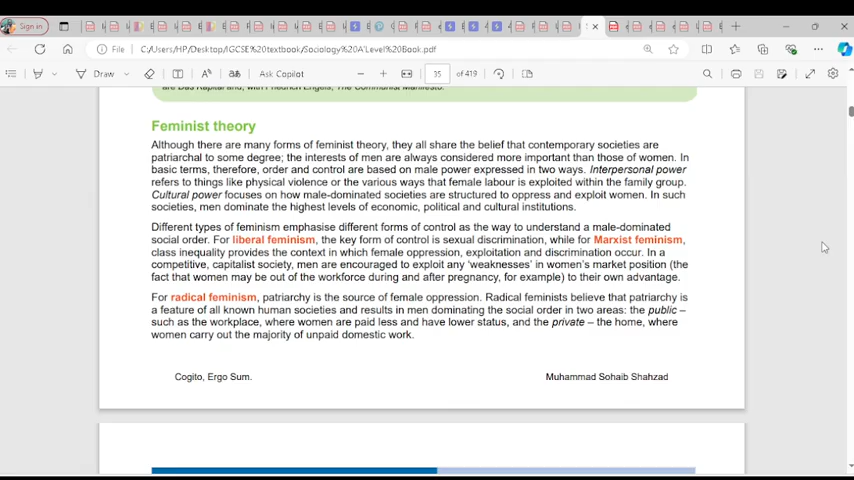 Sign in
File
C:/Users/HP/Desktop/IGCSE%20textbook/Sociology%20A'Level%20Book.pdf
Draw
Ask Copilot
35 of 419
are Das Kapital and, with Friedrich Engels, The Communist Manifesto.
Feminist theory
Although there are many forms of feminist theory, they all share the belief that contemporary societies are
patriarchal to some degree; the interests of men are always considered more important than those of women. In
basic terms, therefore, order and control are based on male power expressed in two ways. Interpersonal power
refers to things like physical violence or the various ways that female labour is exploited within the family group.
Cultural power focuses on how male-dominated societies are structured to oppress and exploit women. In such
societies, men dominate the highest levels of economic, political and cultural institutions.
Different types of feminism emphasise different forms of control as the way to understand a male-dominated
social order. For liberal feminism, the key form of control is sexual discrimination, while for Marxist feminism,
class inequality provides the context in which female oppression, exploitation and discrimination occur. In a
competitive, capitalist society, men are encouraged to exploit any 'weaknesses' in women's market position (the
fact that women may be out of the workforce during and after pregnancy, for example) to their own advantage.
For radical feminism, patriarchy is the source of female oppression. Radical feminists believe that patriarchy is
a feature of all known human societies and results in men dominating the social order in two areas: the public –
such as the workplace, where women are paid less and have lower status, and the private – the home, where
women carry out the majority of unpaid domestic work.
Cogito, Ergo Sum.
Muhammad Sohaib Shahzad